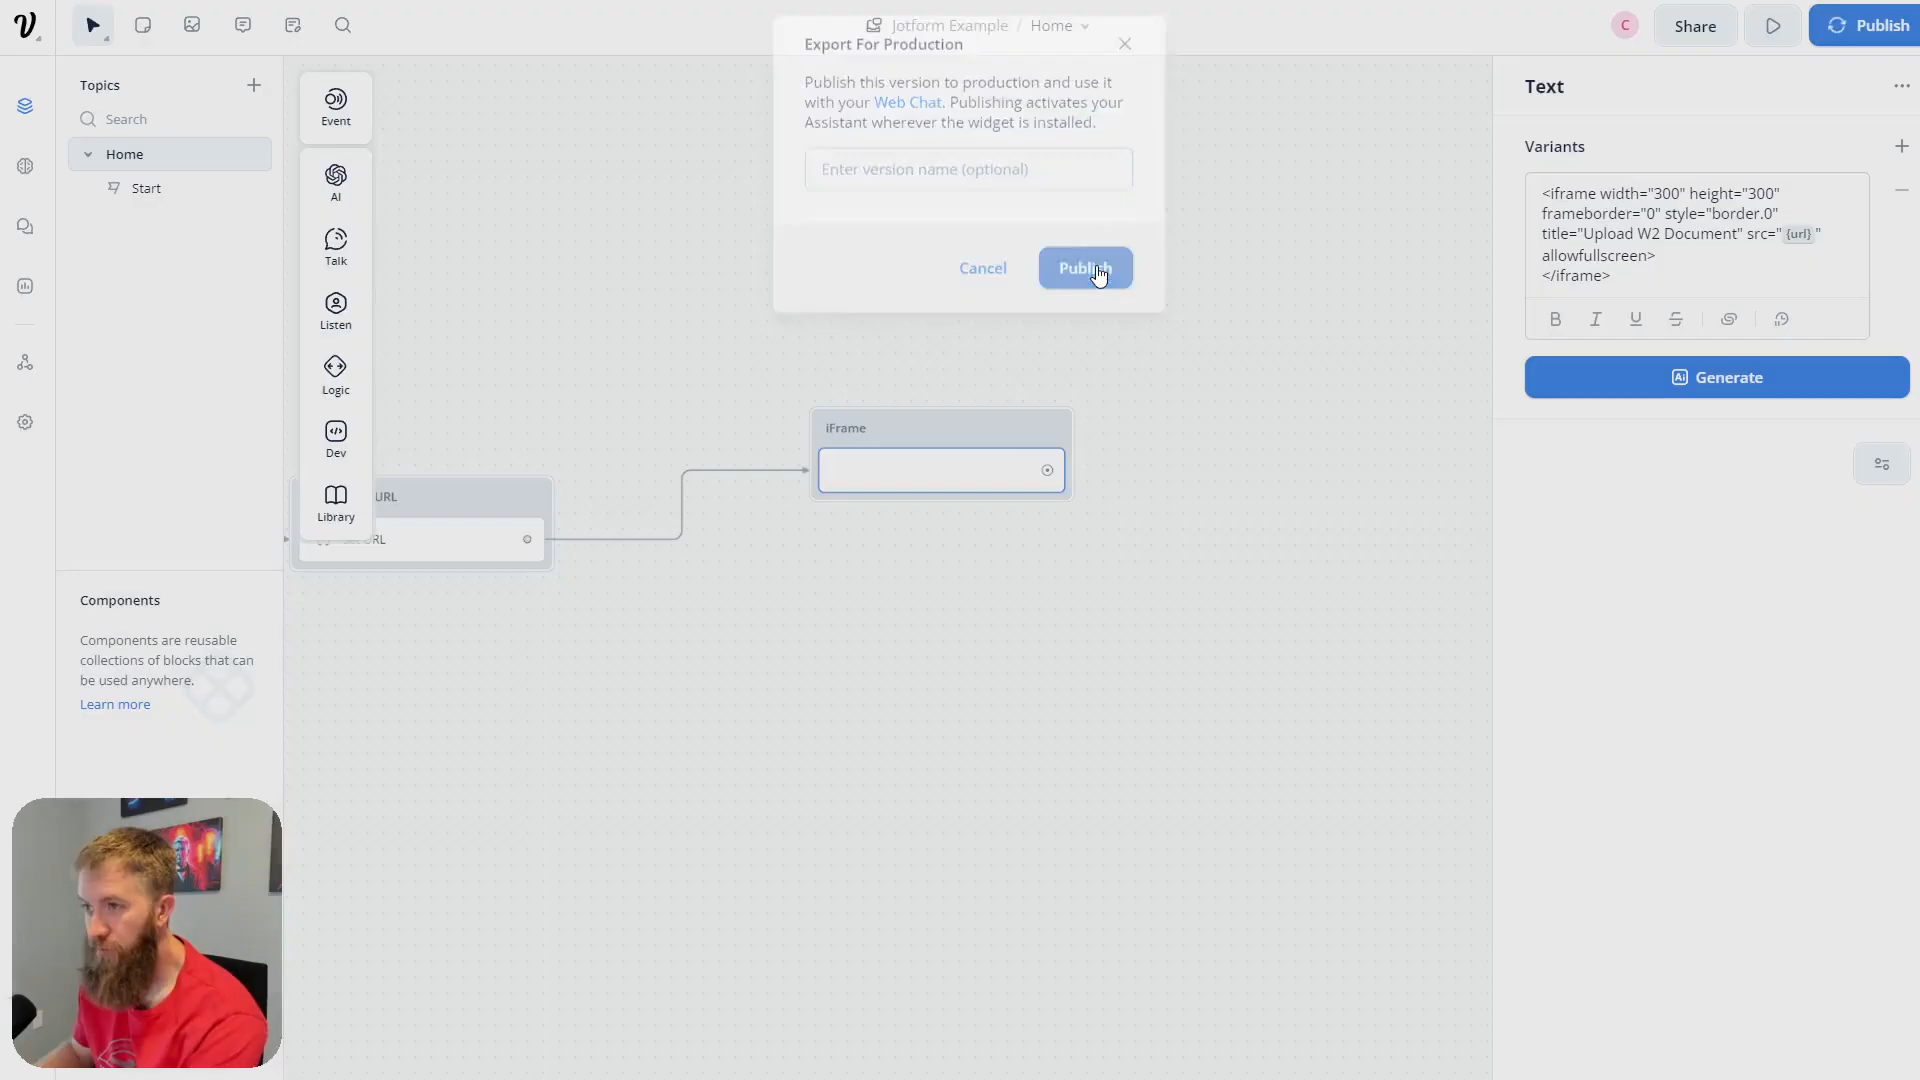 Jotform Example / Home
C
Share
Publish
Topics
Search
Home
Start
Event
AI
Talk
Listen
Logic
Dev
Library
Components
Components are reusable
collections of blocks that can
be used anywhere.
Learn more
Export For Production
Publish this version to production and use it
with your Web Chat. Publishing activates your
Assistant wherever the widget is installed.
Enter version name (optional)
Cancel
Publish
URL
URL
iFrame
Text
Variants
<iframe width="300" height="300"
frameborder="0" style="border.0"
title="Upload W2 Document" src="{url}"
allowfullscreen>
</iframe>
B I U S
Ai Generate